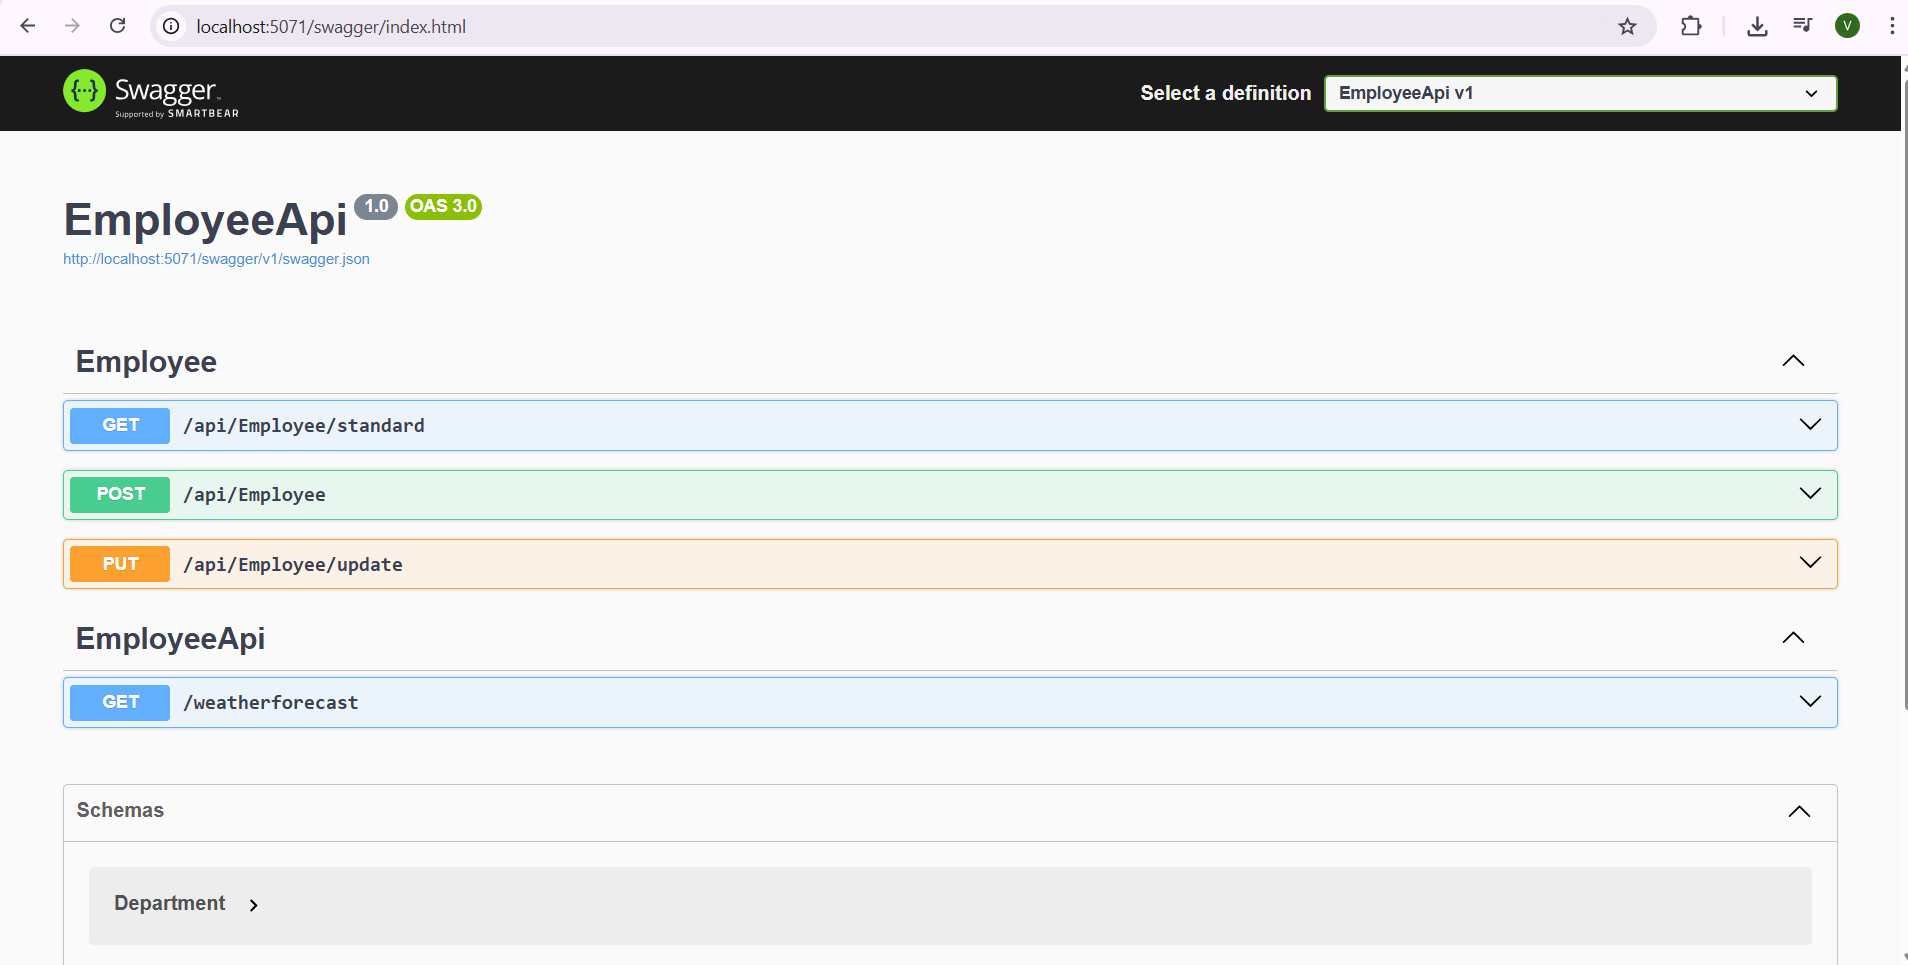 localhost:5071/swagger/index.html
V
{···} Swagger
Supported by SMARTBEAR
Select a definition
EmployeeApi v1
EmployeeApi 1.0 OAS 3.0
http://localhost:5071/swagger/v1/swagger.json
Employee
GET /api/Employee/standard
POST /api/Employee
PUT /api/Employee/update
EmployeeApi
GET /weatherforecast
Schemas
Department